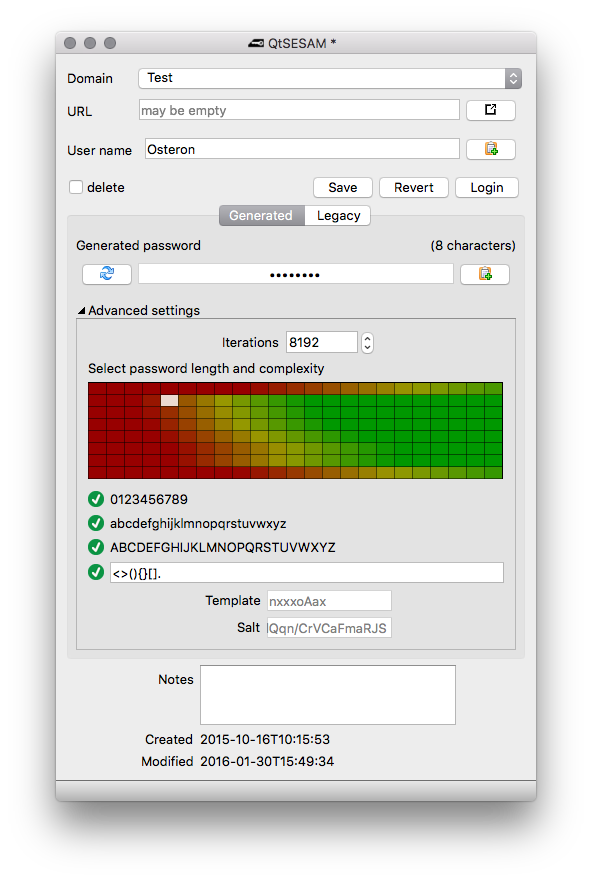 QtSESAM *
Domain Test
URL may be empty
User name Osteron
delete Save Revert Login
Generated Legacy
Generated password (8 characters)
••••••••
Advanced settings
Iterations 8192
Select password length and complexity
0123456789
abcdefghijklmnopqrstuvwxyz
ABCDEFGHIJKLMNOPQRSTUVWXYZ
<>(){}[].
Template nxxxoAax
Salt Qqn/CrVCaFmaRJS
Notes
Created 2015-10-16T10:15:53
Modified 2016-01-30T15:49:34